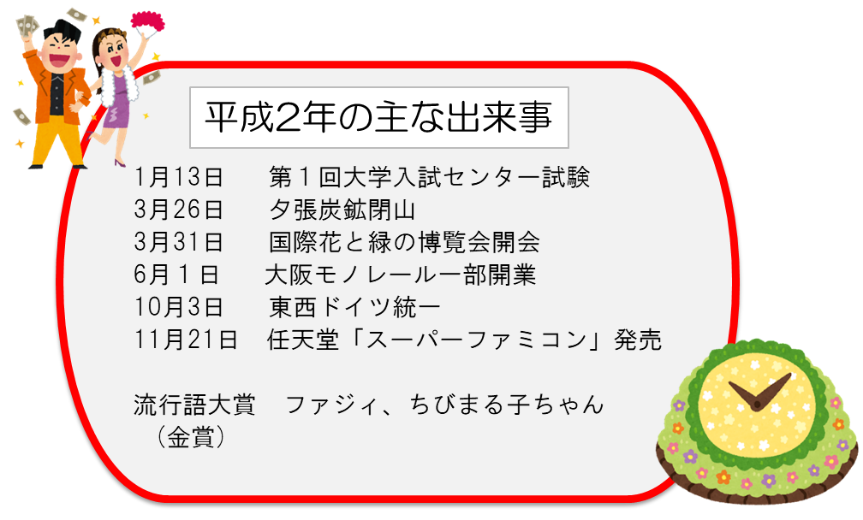 平成2年の主な出来事
1月13日　　第１回大学入試センター試験
3月26日　　夕張炭鉱閉山
3月31日　　国際花と緑の博覧会開会
6月１日　　大阪モノレール一部開業
10月3日　　東西ドイツ統一
11月21日　任天堂「スーパーファミコン」発売
流行語大賞　ファジィ、ちびまる子ちゃん
（金賞）